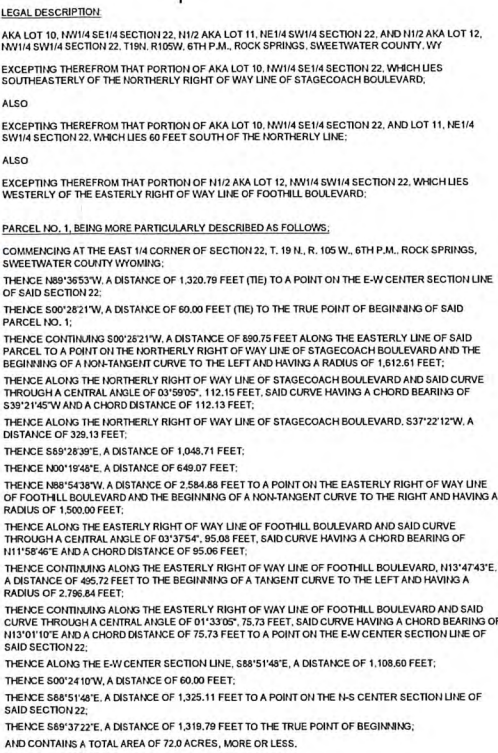 LEGAL DESCRIPTION:
AKA LOT 10, NW1/4 SE1/4 SECTION 22, N1/2 AKA LOT 11, NE1/4 SW1/4 SECTION 22, AND N1/2 AKA LOT 12,
NW1/4 SW1/4 SECTION 22, T19N. R105W, 6TH P.M., ROCK SPRINGS, SWEETWATER COUNTY, WY
EXCEPTING THEREFROM THAT PORTION OF AKA LOT 10, NW1/4 SE1/4 SECTION 22, WHICH LIES
SOUTHEASTERLY OF THE NORTHERLY RIGHT OF WAY LINE OF STAGECOACH BOULEVARD;
ALSO
EXCEPTING THEREFROM THAT PORTION OF AKA LOT 10, NW1/4 SE1/4 SECTION 22, AND LOT 11, NE1/4
SW1/4 SECTION 22, WHICH LIES 60 FEET SOUTH OF THE NORTHERLY LINE;
ALSO
EXCEPTING THEREFROM THAT PORTION OF N1/2 AKA LOT 12, NW1/4 SW1/4 SECTION 22, WHICH LIES
WESTERLY OF THE EASTERLY RIGHT OF WAY LINE OF FOOTHILL BOULEVARD;
PARCEL NO. 1, BEING MORE PARTICULARLY DESCRIBED AS FOLLOWS;
COMMENCING AT THE EAST 1/4 CORNER OF SECTION 22, T. 19 N., R. 105 W., 6TH P.M., ROCK SPRINGS,
SWEETWATER COUNTY WYOMING;
THENCE N89°36'53"W, A DISTANCE OF 1,320.79 FEET (TIE) TO A POINT ON THE E-W CENTER SECTION LINE
OF SAID SECTION 22;
THENCE S00°28'21"W, A DISTANCE OF 60.00 FEET (TIE) TO THE TRUE POINT OF BEGINNING OF SAID
PARCEL NO. 1;
THENCE CONTINUING S00°28'21"W, A DISTANCE OF 890.75 FEET ALONG THE EASTERLY LINE OF SAID
PARCEL TO A POINT ON THE NORTHERLY RIGHT OF WAY LINE OF STAGECOACH BOULEVARD AND THE
BEGINNING OF A NON-TANGENT CURVE TO THE LEFT AND HAVING A RADIUS OF 1,612.61 FEET;
THENCE ALONG THE NORTHERLY RIGHT OF WAY LINE OF STAGECOACH BOULEVARD AND SAID CURVE
THROUGH A CENTRAL ANGLE OF 03°59'05", 112.15 FEET, SAID CURVE HAVING A CHORD BEARING OF
S39°21'45"W AND A CHORD DISTANCE OF 112.13 FEET;
THENCE ALONG THE NORTHERLY RIGHT OF WAY LINE OF STAGECOACH BOULEVARD, S37°22'12"W, A
DISTANCE OF 329.13 FEET;
THENCE S89°28'39"E, A DISTANCE OF 1,048.71 FEET;
THENCE N00°19'48"E, A DISTANCE OF 649.07 FEET;
THENCE N88°54'38"W, A DISTANCE OF 2,584.88 FEET TO A POINT ON THE EASTERLY RIGHT OF WAY LINE
OF FOOTHILL BOULEVARD AND THE BEGINNING OF A NON-TANGENT CURVE TO THE RIGHT AND HAVING A
RADIUS OF 1,500.00 FEET;
THENCE ALONG THE EASTERLY RIGHT OF WAY LINE OF FOOTHILL BOULEVARD AND SAID CURVE
THROUGH A CENTRAL ANGLE OF 03°37'54", 95.08 FEET, SAID CURVE HAVING A CHORD BEARING OF
N11°58'46"E AND A CHORD DISTANCE OF 95.06 FEET;
THENCE CONTINUING ALONG THE EASTERLY RIGHT OF WAY LINE OF FOOTHILL BOULEVARD, N13°47'43"E,
A DISTANCE OF 495.72 FEET TO THE BEGINNING OF A TANGENT CURVE TO THE LEFT AND HAVING A
RADIUS OF 2,796.84 FEET;
THENCE CONTINUING ALONG THE EASTERLY RIGHT OF WAY LINE OF FOOTHILL BOULEVARD AND SAID
CURVE THROUGH A CENTRAL ANGLE OF 01°33'05", 75.73 FEET, SAID CURVE HAVING A CHORD BEARING OF
N13°01'10"E AND A CHORD DISTANCE OF 75.73 FEET TO A POINT ON THE E-W CENTER SECTION LINE OF
SAID SECTION 22;
THENCE ALONG THE E-W CENTER SECTION LINE, S88°51'48"E, A DISTANCE OF 1,108.60 FEET;
THENCE S00°24'10"W, A DISTANCE OF 60.00 FEET;
THENCE S88°51'48"E, A DISTANCE OF 1,325.11 FEET TO A POINT ON THE N-S CENTER SECTION LINE OF
SAID SECTION 22;
THENCE S89°37'22"E, A DISTANCE OF 1,319.79 FEET TO THE TRUE POINT OF BEGINNING;
AND CONTAINS A TOTAL AREA OF 72.0 ACRES, MORE OR LESS.